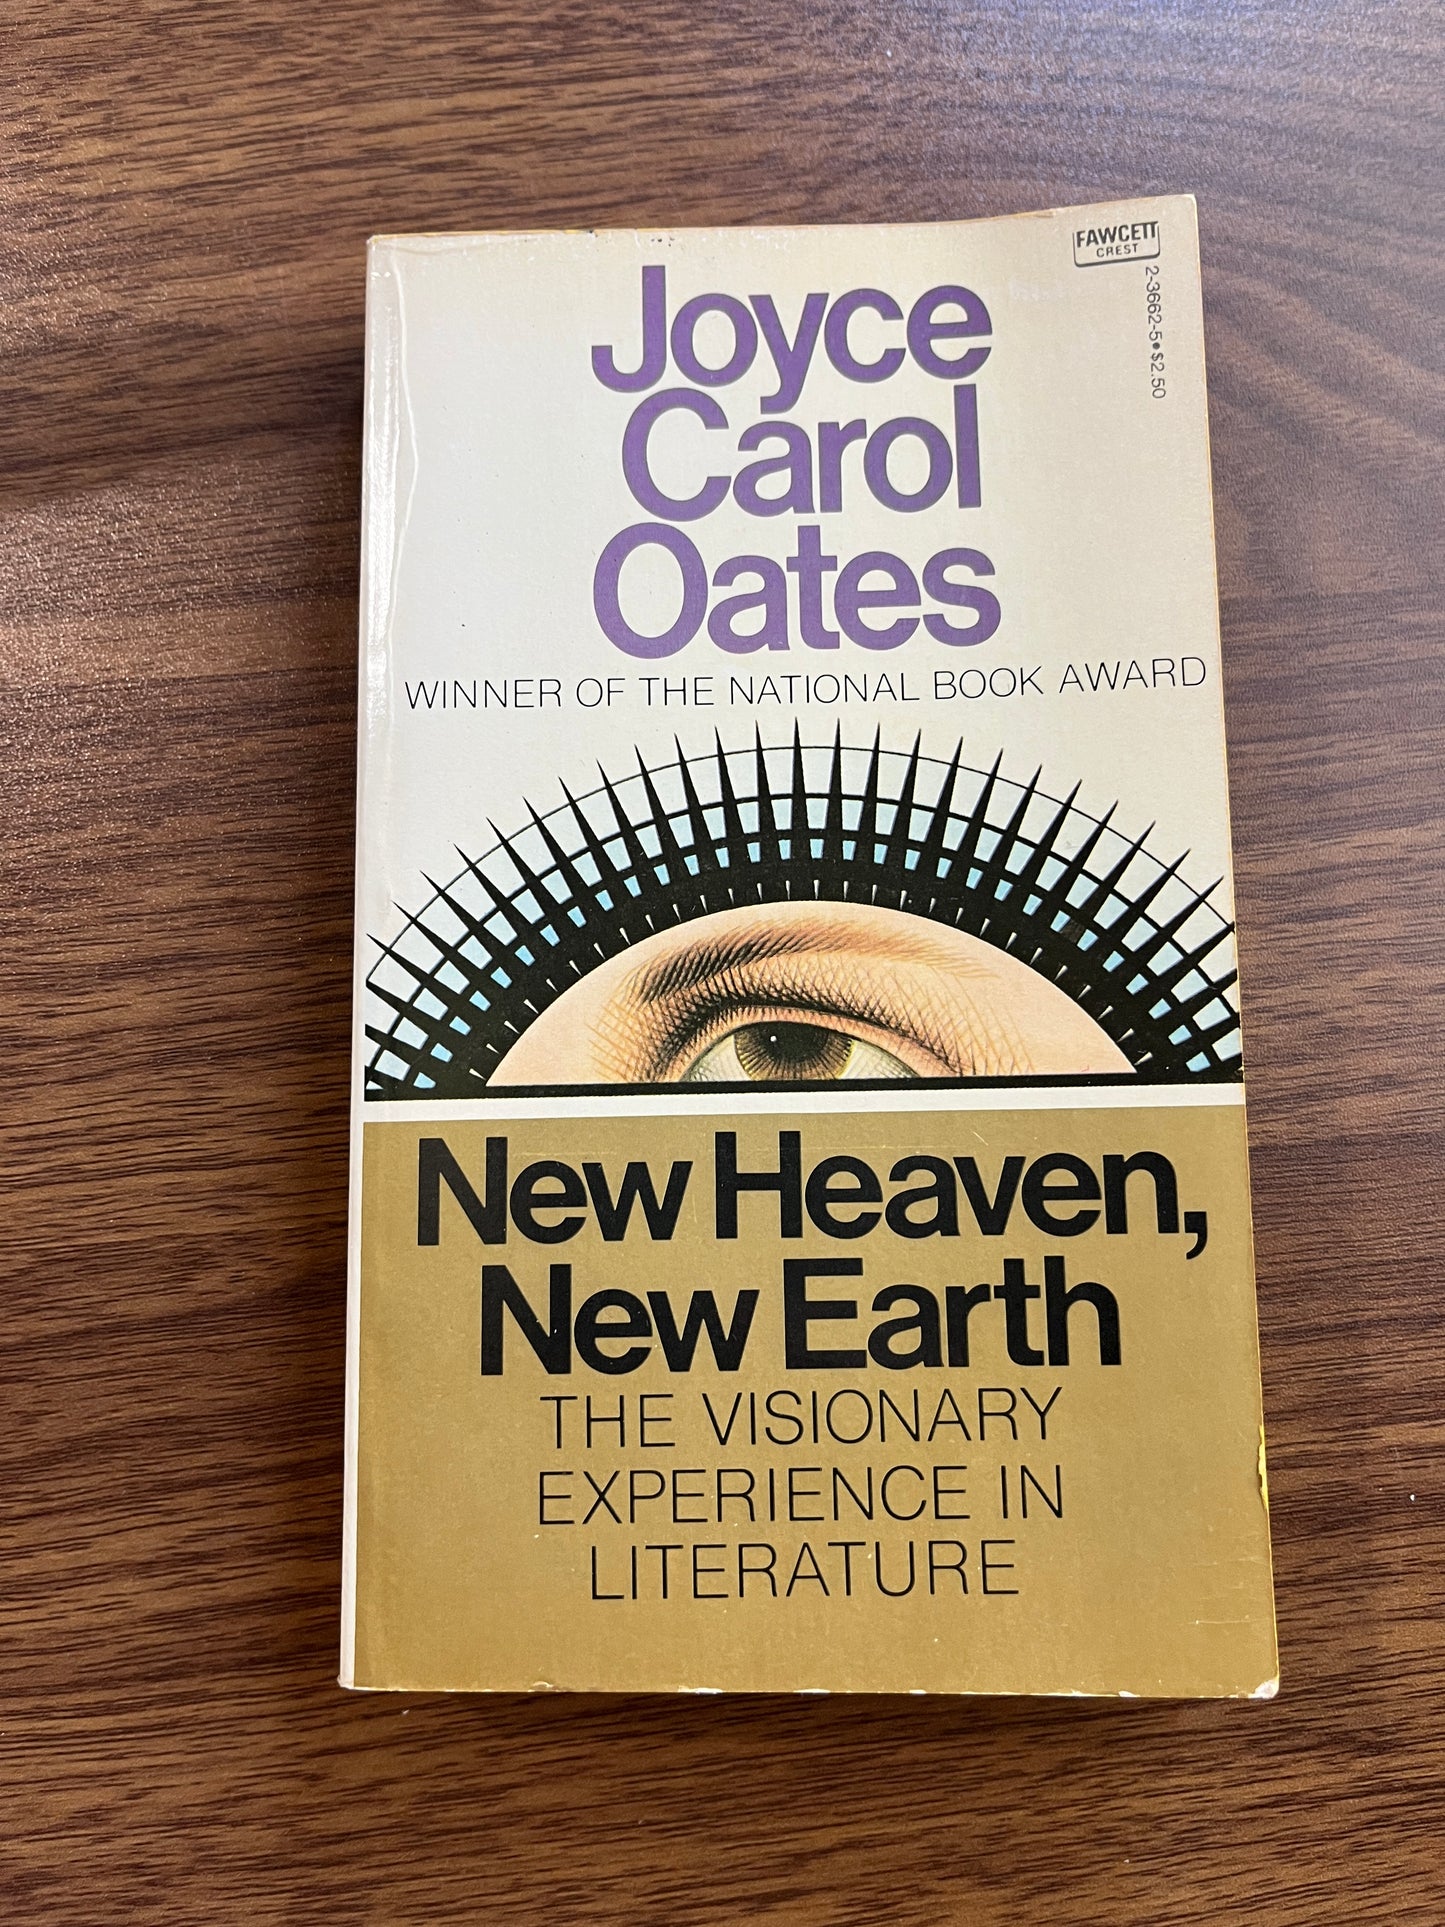 FAWCETT
CREST
2-3662-5•$2.50
Joyce
Carol
Oates
WINNER OF THE NATIONAL BOOK AWARD
New Heaven,
New Earth
THE VISIONARY
EXPERIENCE IN
LITERATURE